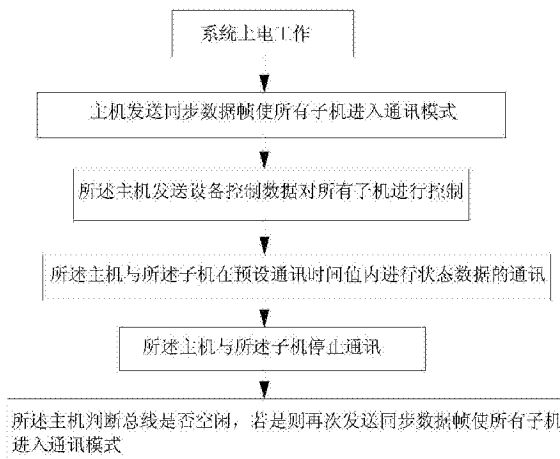 系统上电工作
主机发送同步数据帧使所有子机进入通讯模式
所述主机发送设备控制数据对所有子机进行控制
所述主机与所述子机在预设通讯时间值内进行状态数据的通讯
所述主机与所述子机停止通讯
所述主机判断总线是否空闲，若是则再次发送同步数据帧使所有子机
进入通讯模式